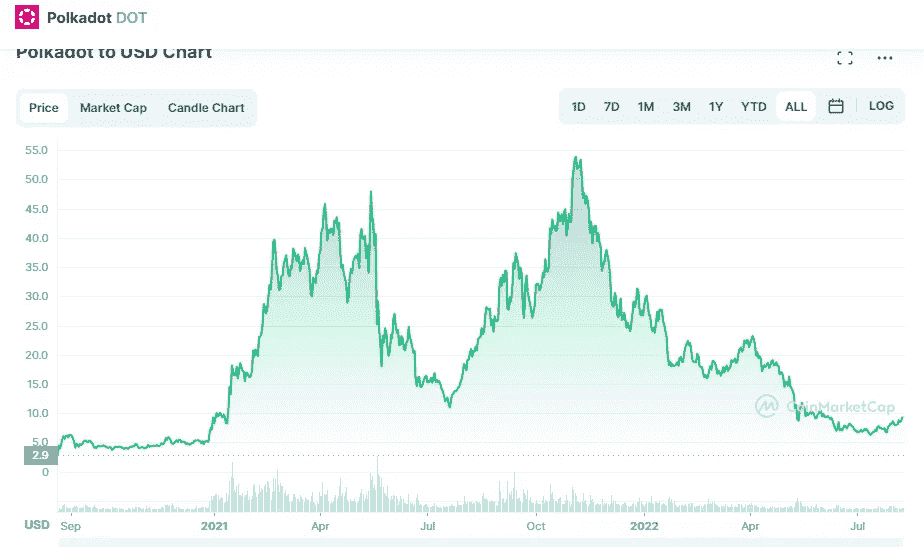 Polkadot DOT
Polkadot to USD Chart
Price Market Cap Candle Chart
1D 7D 1M 3M 1Y YTD ALL LOG
55.0
50.0
45.0
40.0
35.0
30.0
25.0
20.0
15.0
10.0
CoinMarketCap
5.0
2.9
0
USD Sep 2021 Apr Jul Oct 2022 Apr Jul